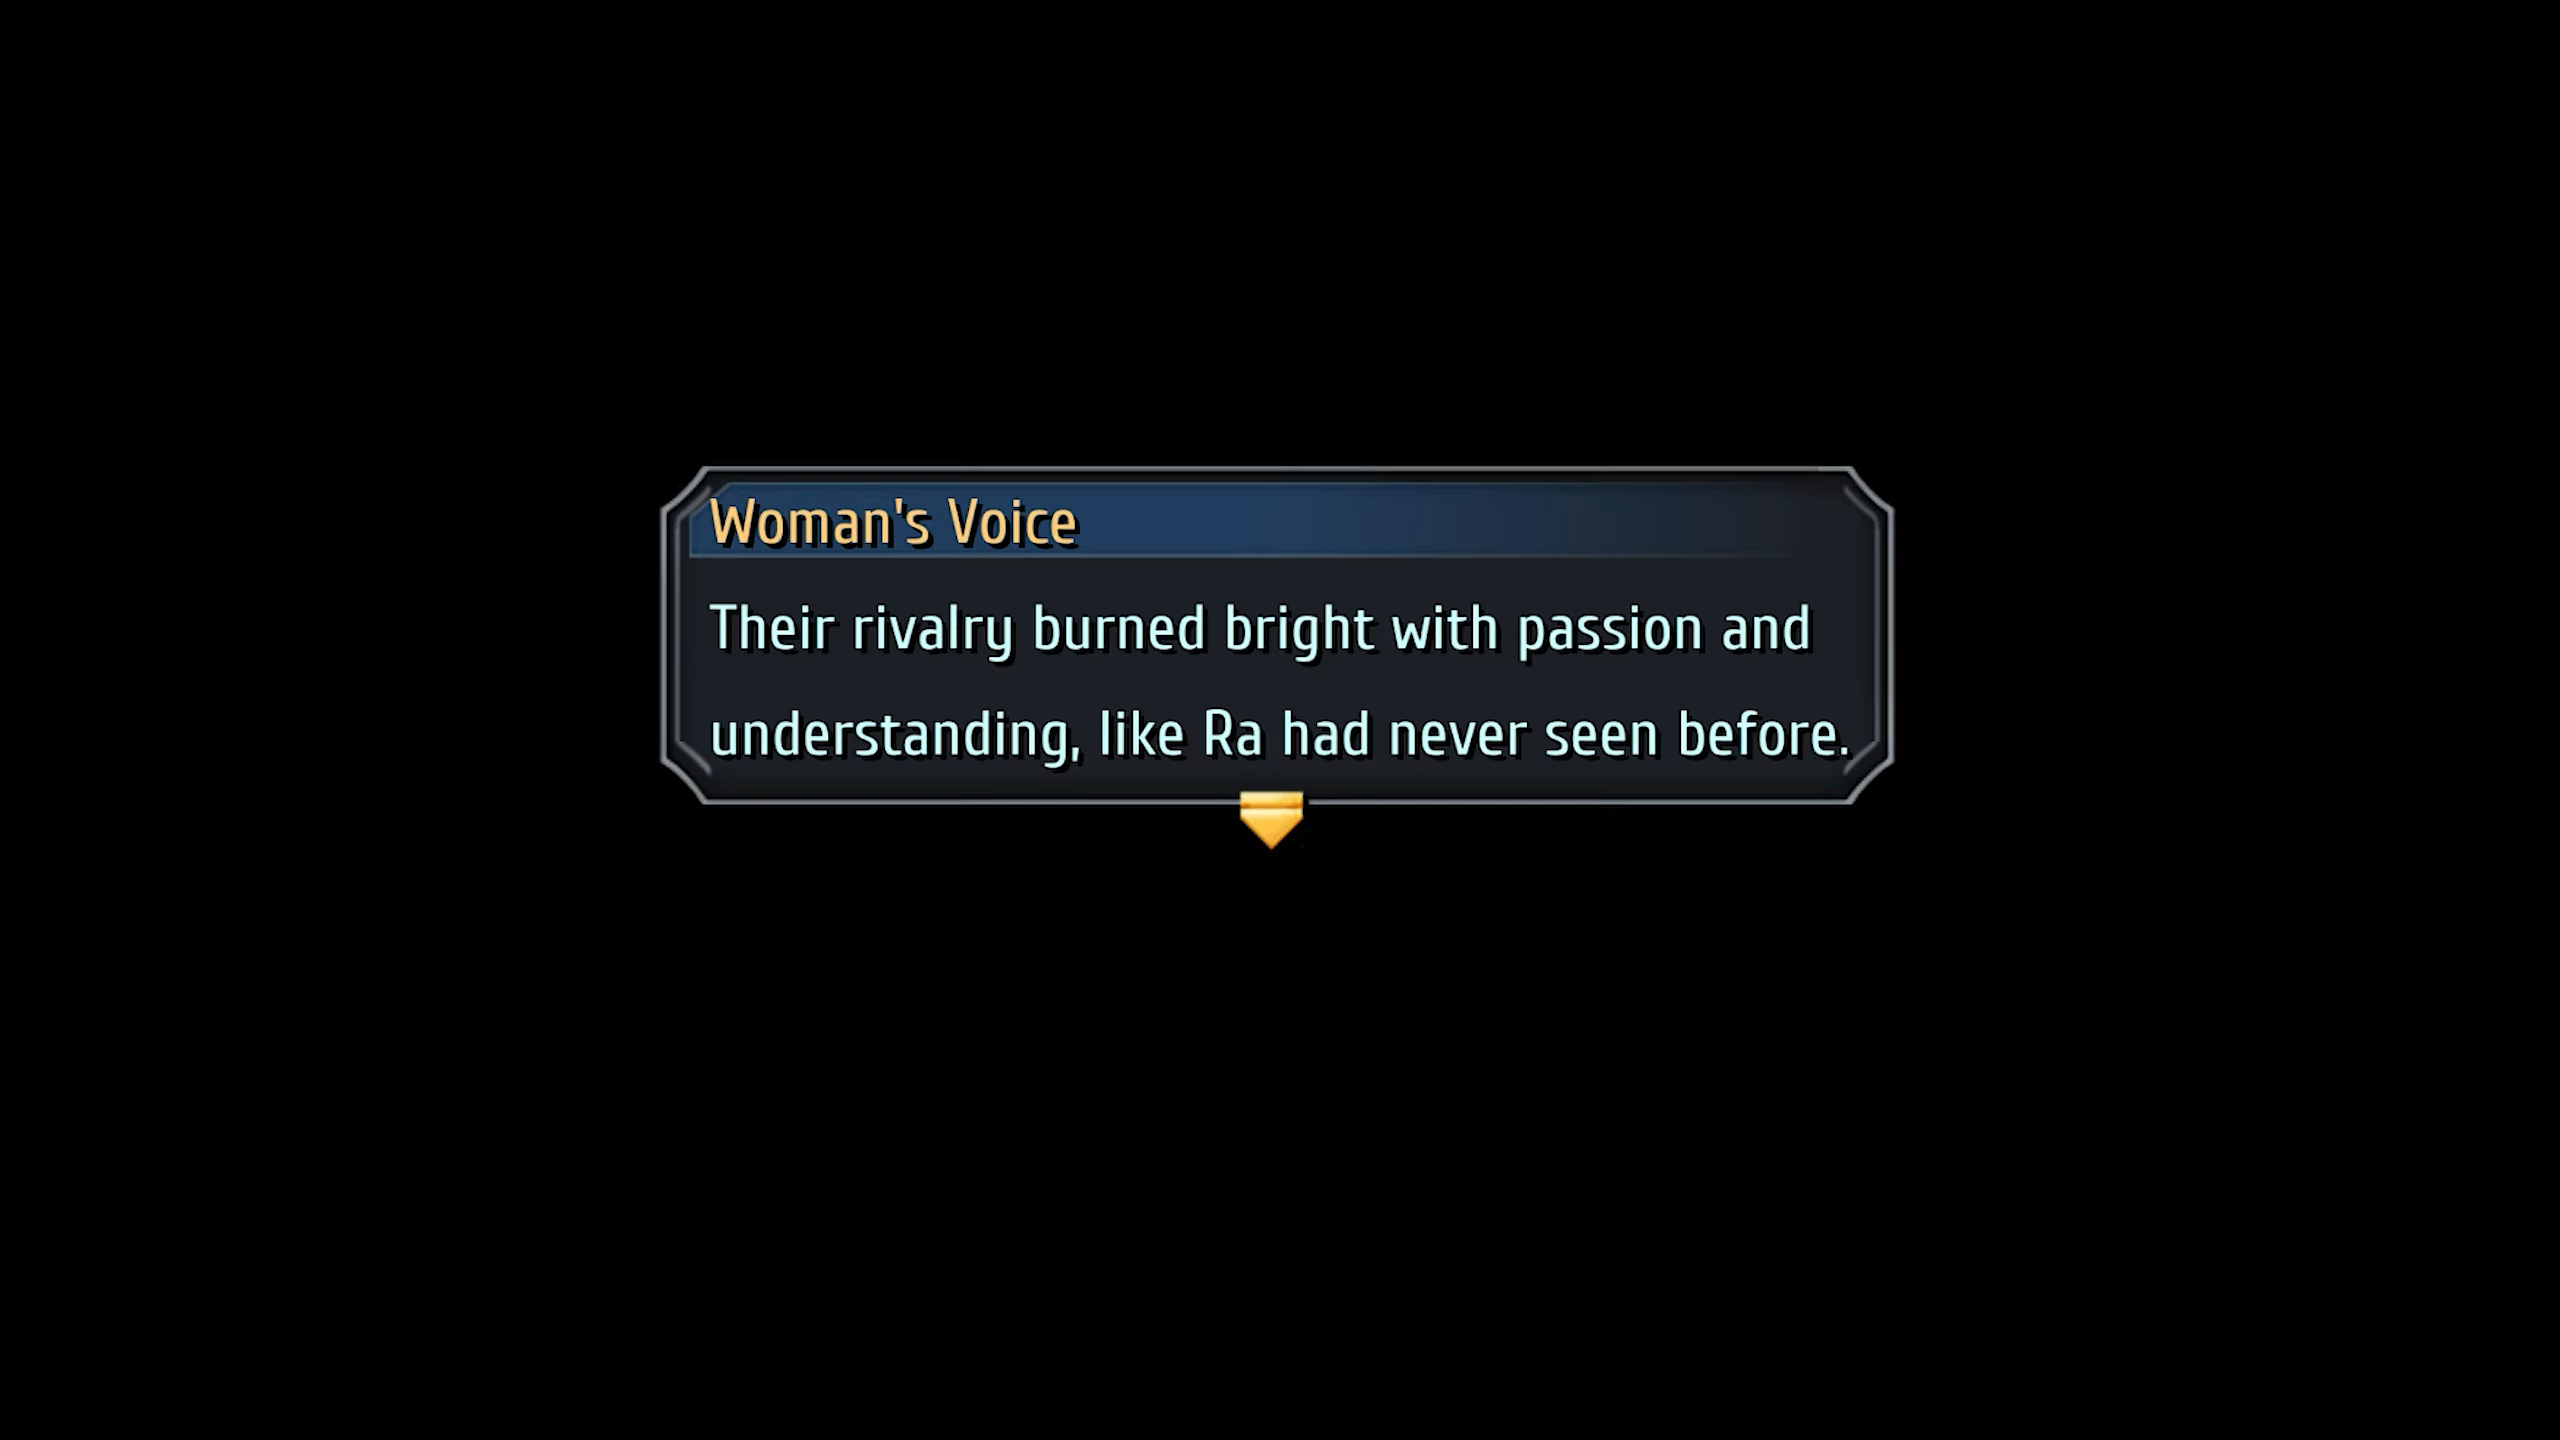 Woman's Voice
Their rivalry burned bright with passion and
understanding, like Ra had never seen before.